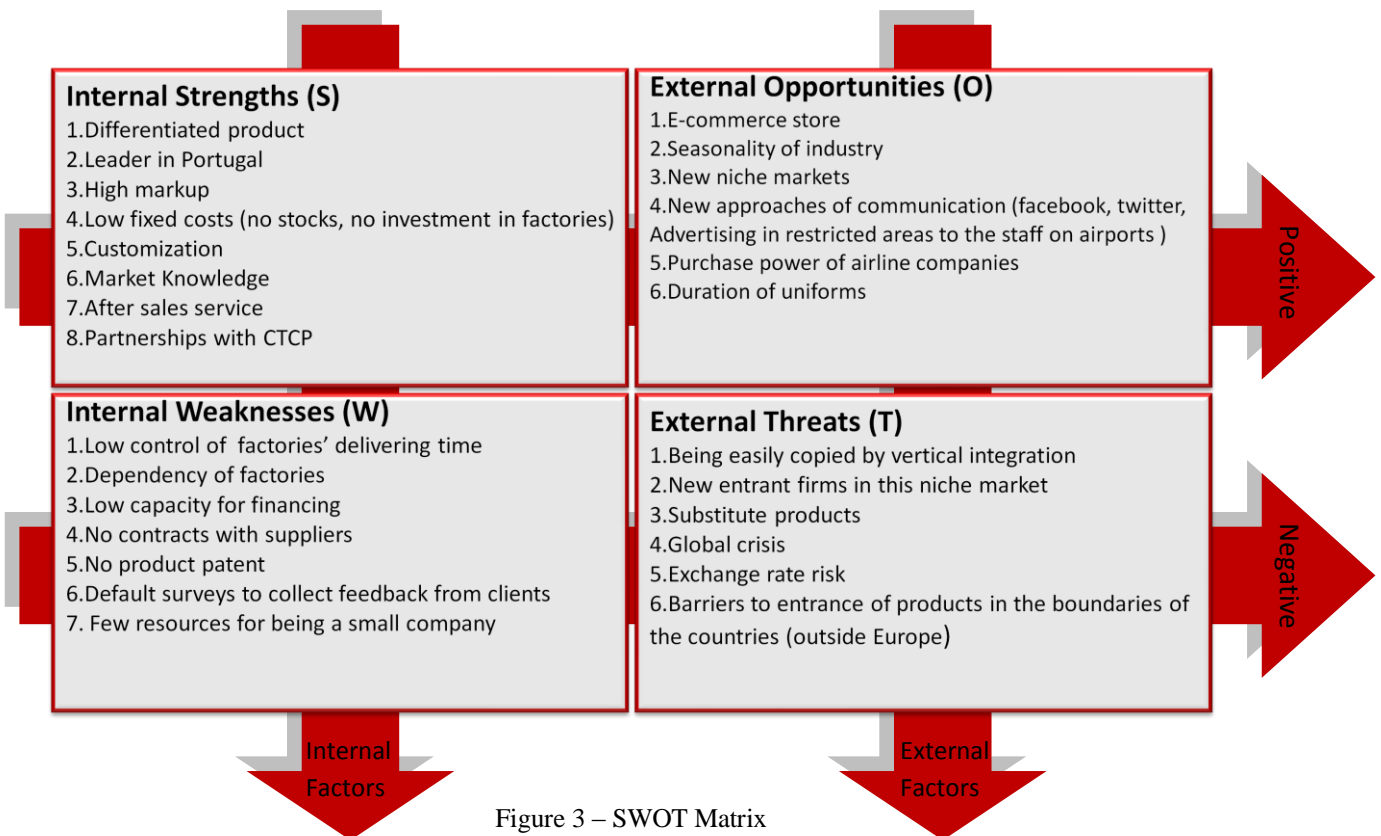 Internal Strengths (S)
1.Differentiated product
2.Leader in Portugal
3.High markup
4.Low fixed costs (no stocks, no investment in factories)
5.Customization
6.Market Knowledge
7.After sales service
8.Partnerships with CTCP
External Opportunities (O)
1.E-commerce store
2.Seasonality of industry
3.New niche markets
4.New approaches of communication (facebook, twitter,
Advertising in restricted areas to the staff on airports )
5.Purchase power of airline companies
6.Duration of uniforms
Positive
Internal Weaknesses (W)
1.Low control of factories’ delivering time
2.Dependency of factories
3.Low capacity for financing
4.No contracts with suppliers
5.No product patent
6.Default surveys to collect feedback from clients
7. Few resources for being a small company
External Threats (T)
1.Being easily copied by vertical integration
2.New entrant firms in this niche market
3.Substitute products
4.Global crisis
5.Exchange rate risk
6.Barriers to entrance of products in the boundaries of
the countries (outside Europe)
Negative
Internal
Factors
External
Factors
Figure 3 – SWOT Matrix